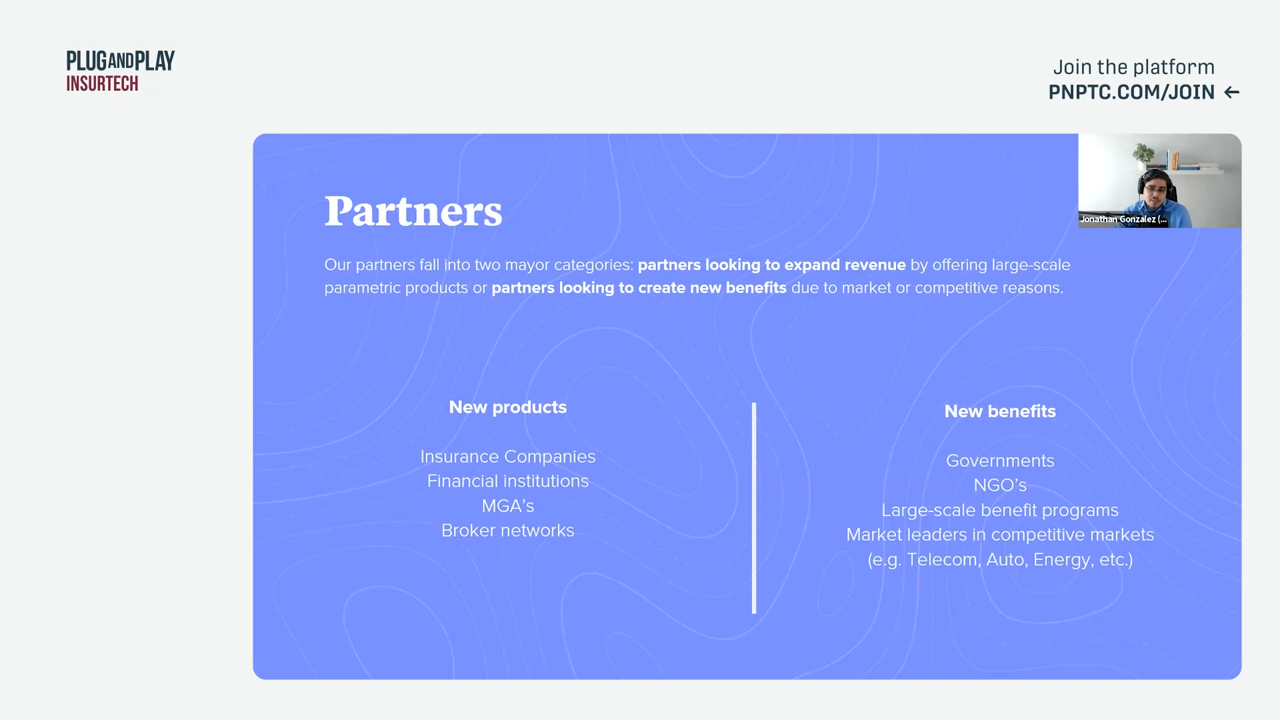 PLUGANDPLAY
INSURTECH
Join the platform
PNPTC.COM/JOIN ←
Jonathan Gonzalez (...
Partners
Our partners fall into two mayor categories: partners looking to expand revenue by offering large-scale
parametric products or partners looking to create new benefits due to market or competitive reasons.
New products
Insurance Companies
Financial institutions
MGA's
Broker networks
New benefits
Governments
NGO's
Large-scale benefit programs
Market leaders in competitive markets
(e.g. Telecom, Auto, Energy, etc.)